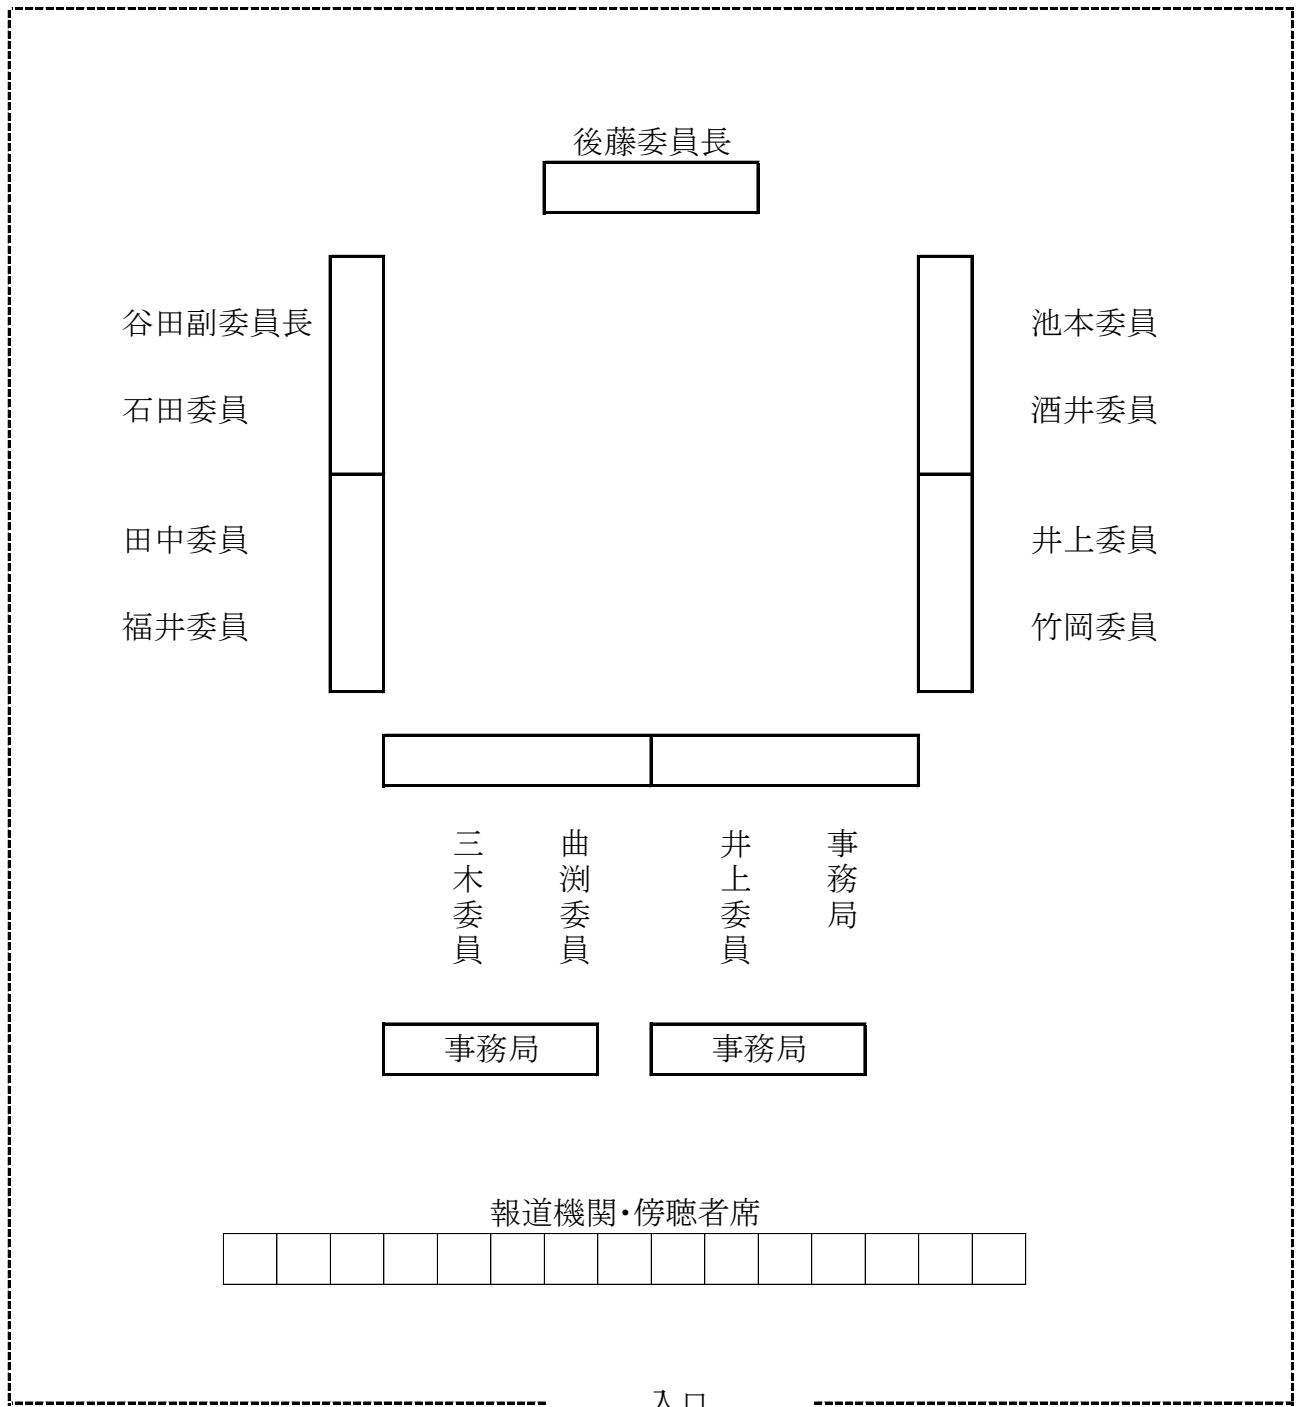 後藤委員長
谷田副委員長
池本委員
石田委員
酒井委員
田中委員
井上委員
福井委員
竹岡委員
三木委員
曲渕委員
井上委員
事務局
事務局
事務局
報道機関・傍聴者席
入口